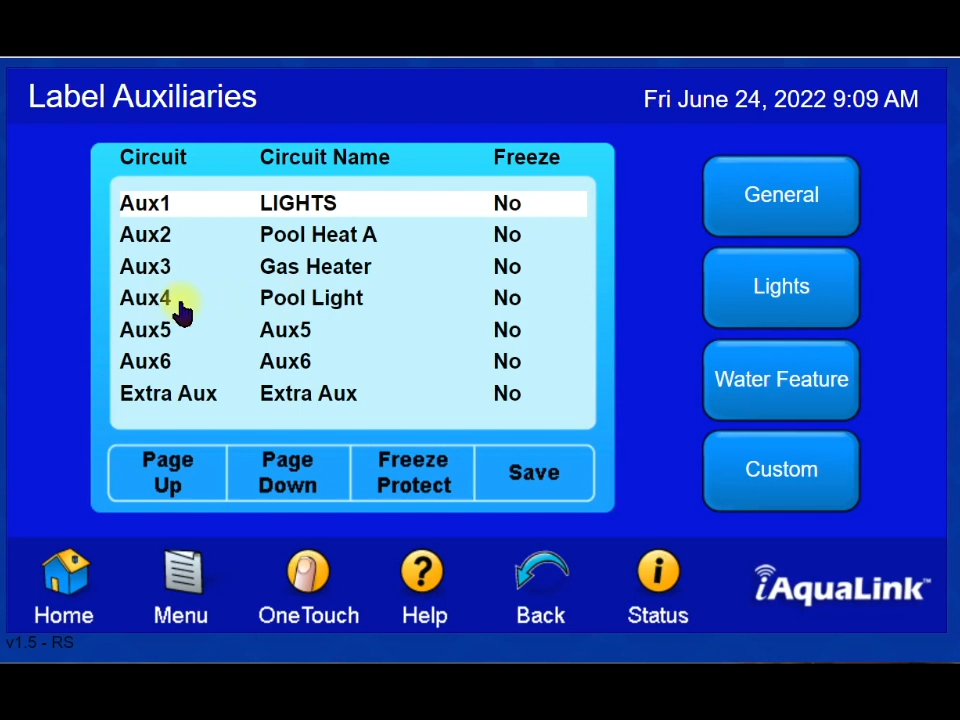 Label Auxiliaries
Fri June 24, 2022 9:09 AM
Circuit Circuit Name Freeze
Aux1 LIGHTS No
Aux2 Pool Heat A No
Aux3 Gas Heater No
Aux4 Pool Light No
Aux5 Aux5 No
Aux6 Aux6 No
Extra Aux Extra Aux No
Page Up
Page Down
Freeze Protect
Save
General
Lights
Water Feature
Custom
Home
Menu
OneTouch
? Help
Back
i Status
iAquaLink™
v1.5 - RS